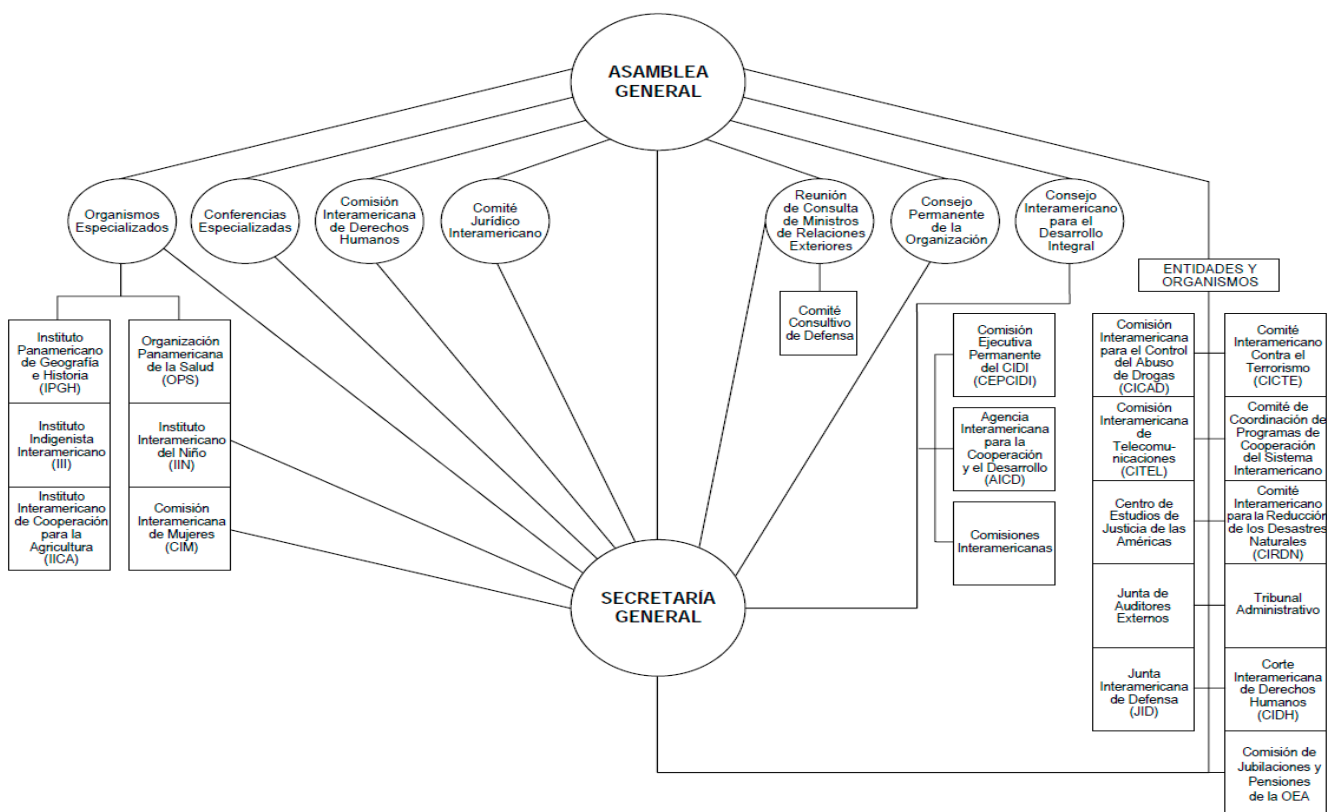 ASAMBLEA
GENERAL
Organismos
Especializados
Conferencias
Especializadas
Comisión
Interamericana
de Derechos
Humanos
Comité
Jurídico
Interamericano
Reunión
de Consulta
de Ministros
de Relaciones
Exteriores
Consejo
Permanente
de la
Organización
Consejo
Interamericano
para el
Desarrollo
Integral
ENTIDADES Y
ORGANISMOS
Comité
Consultivo
de Defensa
Instituto
Panamericano
de Geografía
e Historia
(IPGH)
Organización
Panamericana
de la Salud
(OPS)
Instituto
Indigenista
Interamericano
(III)
Instituto
Interamericano
del Niño
(IIN)
Instituto
Interamericano
de Cooperación
para la
Agricultura
(IICA)
Comisión
Interamericana
de Mujeres
(CIM)
SECRETARÍA
GENERAL
Comisión
Ejecutiva
Permanente
del CIDI
(CEPCIDI)
Agencia
Interamericana
para la
Cooperación
y el Desarrollo
(AICD)
Comisiones
Interamericanas
Comisión
Interamericana
para el Control
del Abuso
de Drogas
(CICAD)
Comité
Interamericano
Contra el
Terrorismo
(CICTE)
Comisión
Interamericana
de
Telecomu-
nicaciones
(CITEL)
Comité de
Coordinación de
Programas de
Cooperación
del Sistema
Interamericano
Centro de
Estudios de
Justicia de las
Américas
Comité Interamericano
para la Reducción
de los Desastres
Naturales
(CIRDN)
Junta de
Auditores
Externos
Tribunal
Administrativo
Junta
Interamericana
de Defensa
(JID)
Corte
Interamericana
de Derechos
Humanos
(CIDH)
Comisión de
Jubilaciones y
Pensiones
de la OEA